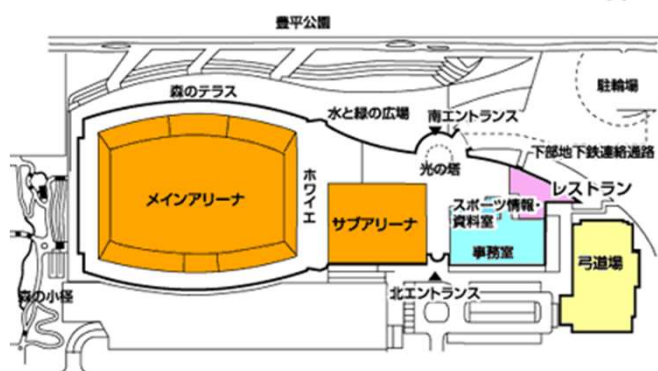 豊平公園
駐輪場
森のテラス
水と緑の広場
南エントランス
下部地下鉄連絡通路
光の塔
レストラン
メインアリーナ
ホワイエ
サブアリーナ
スポーツ情報・
資料室
事務室
弓道場
森の小径
北エントランス